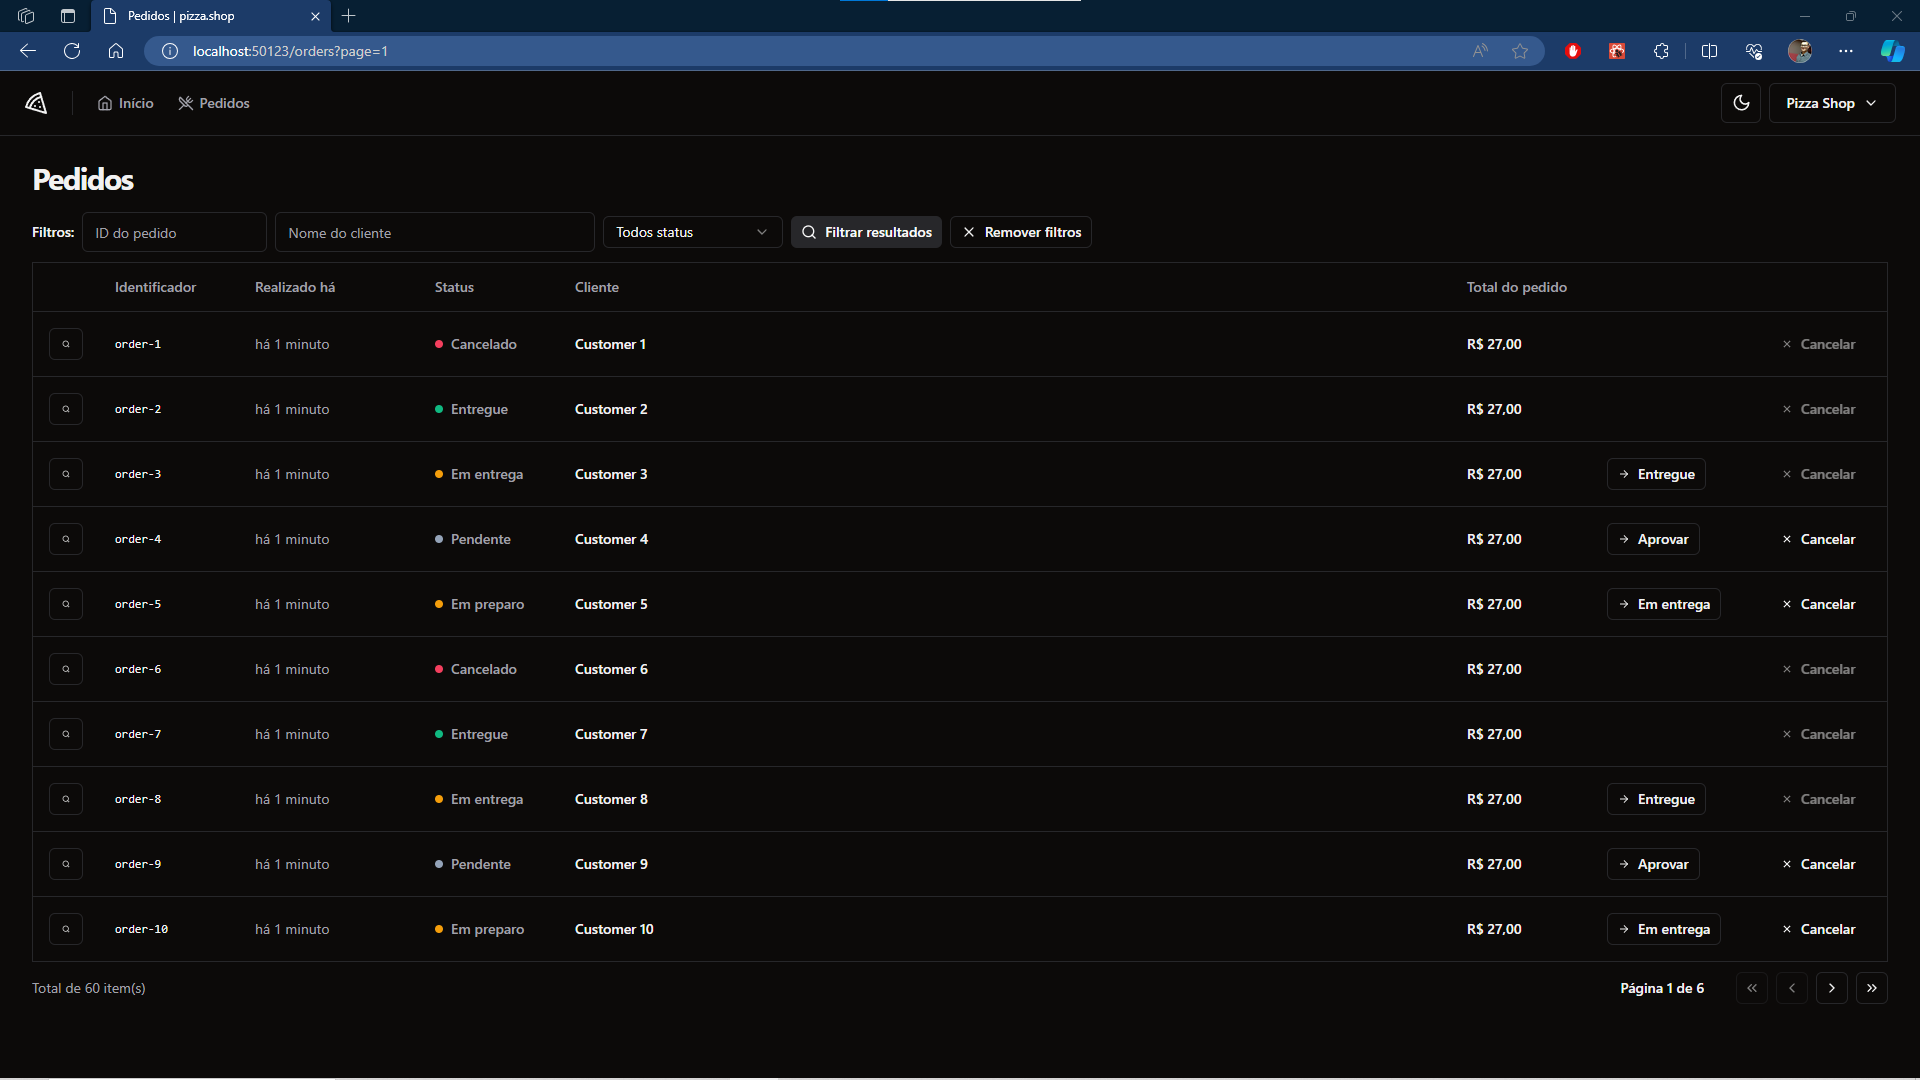 Pedidos | pizza.shop
localhost:50123/orders?page=1
Início Pedidos Pizza Shop
Pedidos
Filtros: ID do pedido Nome do cliente Todos status Filtrar resultados Remover filtros
Identificador Realizado há Status Cliente Total do pedido
order-1 há 1 minuto Cancelado Customer 1 R$ 27,00 Cancelar
order-2 há 1 minuto Entregue Customer 2 R$ 27,00 Cancelar
order-3 há 1 minuto Em entrega Customer 3 R$ 27,00 Entregue Cancelar
order-4 há 1 minuto Pendente Customer 4 R$ 27,00 Aprovar Cancelar
order-5 há 1 minuto Em preparo Customer 5 R$ 27,00 Em entrega Cancelar
order-6 há 1 minuto Cancelado Customer 6 R$ 27,00 Cancelar
order-7 há 1 minuto Entregue Customer 7 R$ 27,00 Cancelar
order-8 há 1 minuto Em entrega Customer 8 R$ 27,00 Entregue Cancelar
order-9 há 1 minuto Pendente Customer 9 R$ 27,00 Aprovar Cancelar
order-10 há 1 minuto Em preparo Customer 10 R$ 27,00 Em entrega Cancelar
Total de 60 item(s) Página 1 de 6